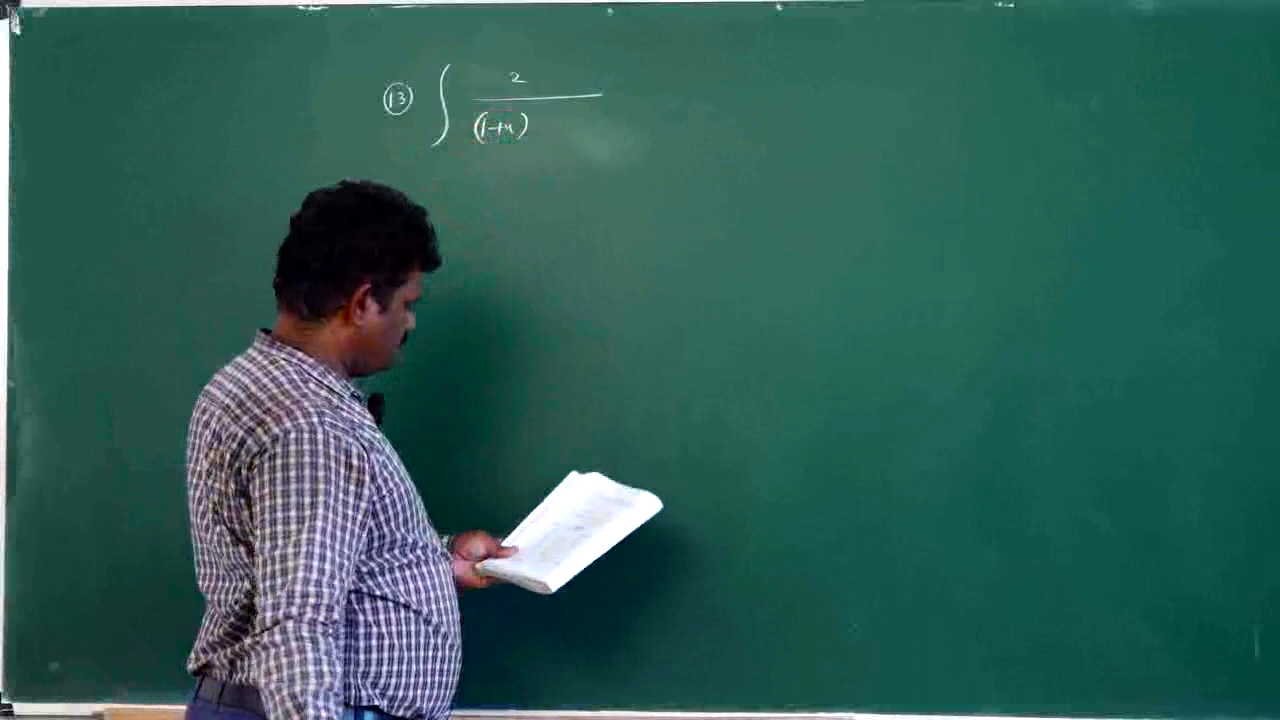 (13) ∫ 2 / (1+x)